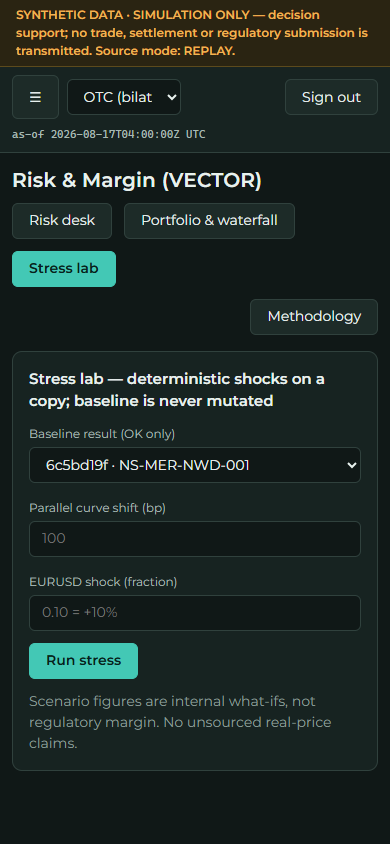 SYNTHETIC DATA · SIMULATION ONLY — decision
support; no trade, settlement or regulatory submission is
transmitted. Source mode: REPLAY.
☰
OTC (bilat
Sign out
as-of 2026-08-17T04:00:00Z UTC
Risk & Margin (VECTOR)
Risk desk
Portfolio & waterfall
Stress lab
Methodology
Stress lab — deterministic shocks on a
copy; baseline is never mutated
Baseline result (OK only)
6c5bd19f · NS-MER-NWD-001
Parallel curve shift (bp)
100
EURUSD shock (fraction)
0.10 = +10%
Run stress
Scenario figures are internal what-ifs, not
regulatory margin. No unsourced real-price
claims.